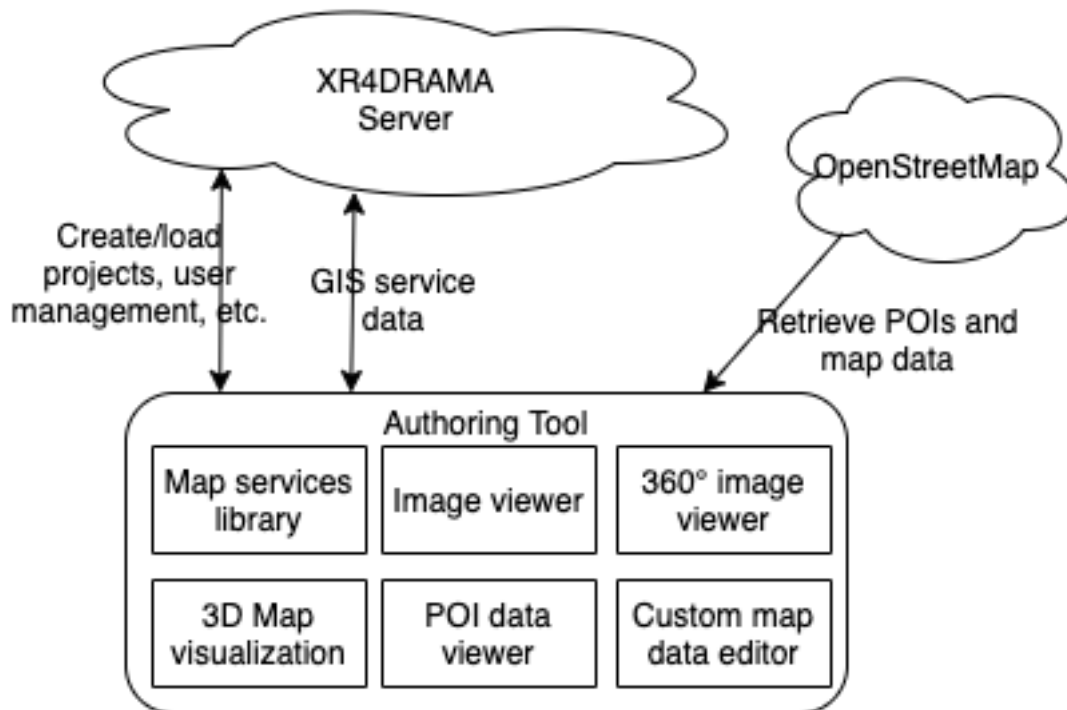 XR4DRAMA
Server
OpenStreetMap
Create/load
projects, user
management, etc.
GIS service
data
Retrieve POIs and
map data
Authoring Tool
Map services
library
Image viewer
360° image
viewer
3D Map
visualization
POI data
viewer
Custom map
data editor